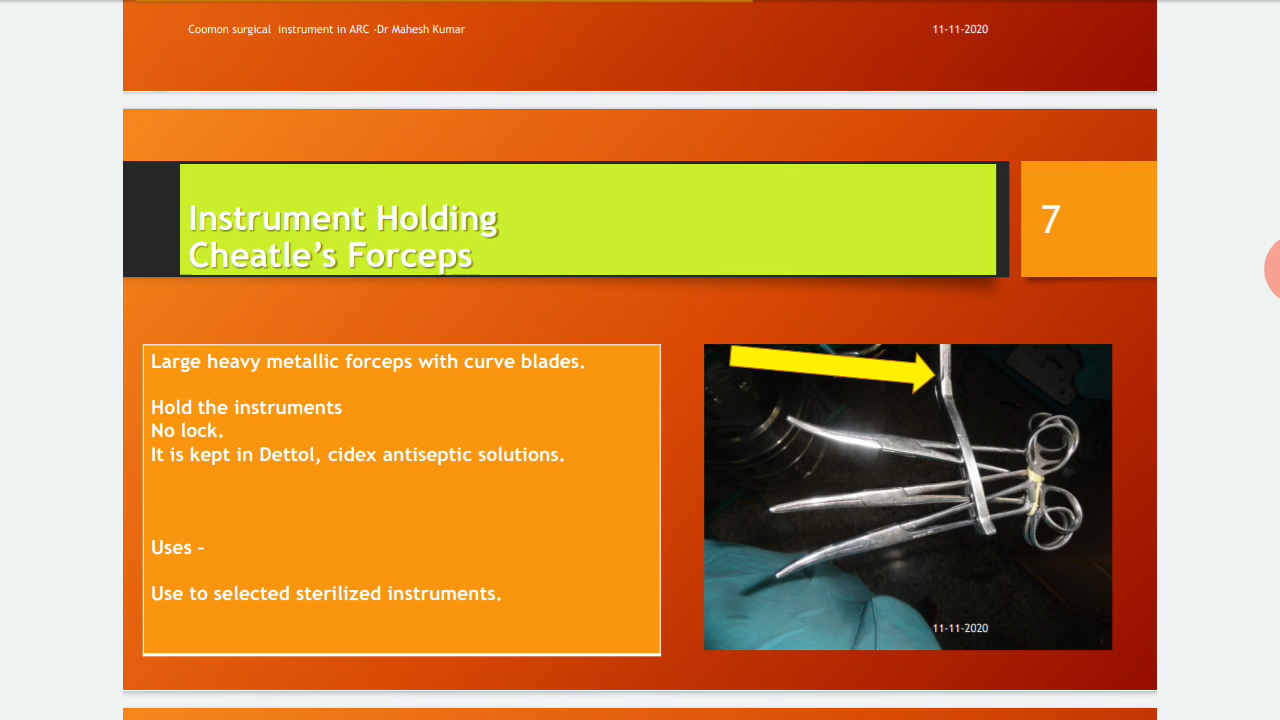 Coomon surgical instrument in ARC -Dr Mahesh Kumar
11-11-2020
Instrument Holding
Cheatle's Forceps
7
Large heavy metallic forceps with curve blades.
Hold the instruments
No lock.
It is kept in Dettol, cidex antiseptic solutions.
Uses -
Use to selected sterilized instruments.
11-11-2020